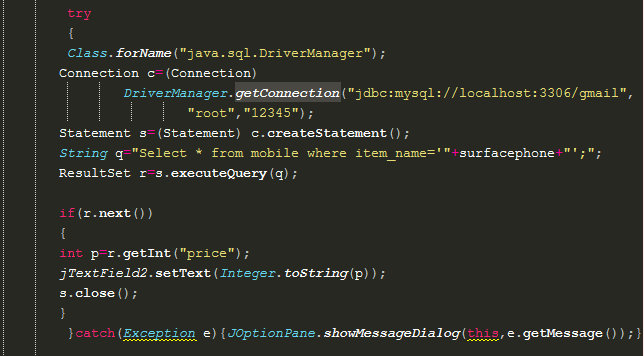 try
{
Class.forName("java.sql.DriverManager");
Connection c=(Connection)
DriverManager.getConnection("jdbc:mysql://localhost:3306/gmail",
"root","12345");
Statement s=(Statement) c.createStatement();
String q="Select * from mobile where item_name='"+surfacephone+"';";
ResultSet r=s.executeQuery(q);
if(r.next())
{
int p=r.getInt("price");
jTextField2.setText(Integer.toString(p));
s.close();
}
}catch(Exception e){JOptionPane.showMessageDialog(this,e.getMessage());}